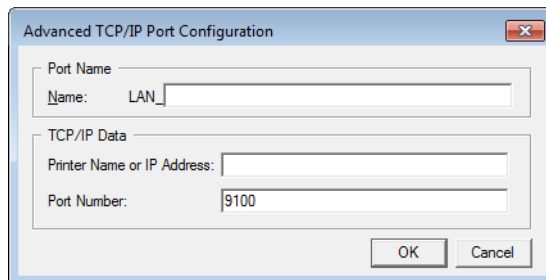 Advanced TCP/IP Port Configuration
Port Name
Name: LAN_
TCP/IP Data
Printer Name or IP Address:
Port Number: 9100
OK Cancel